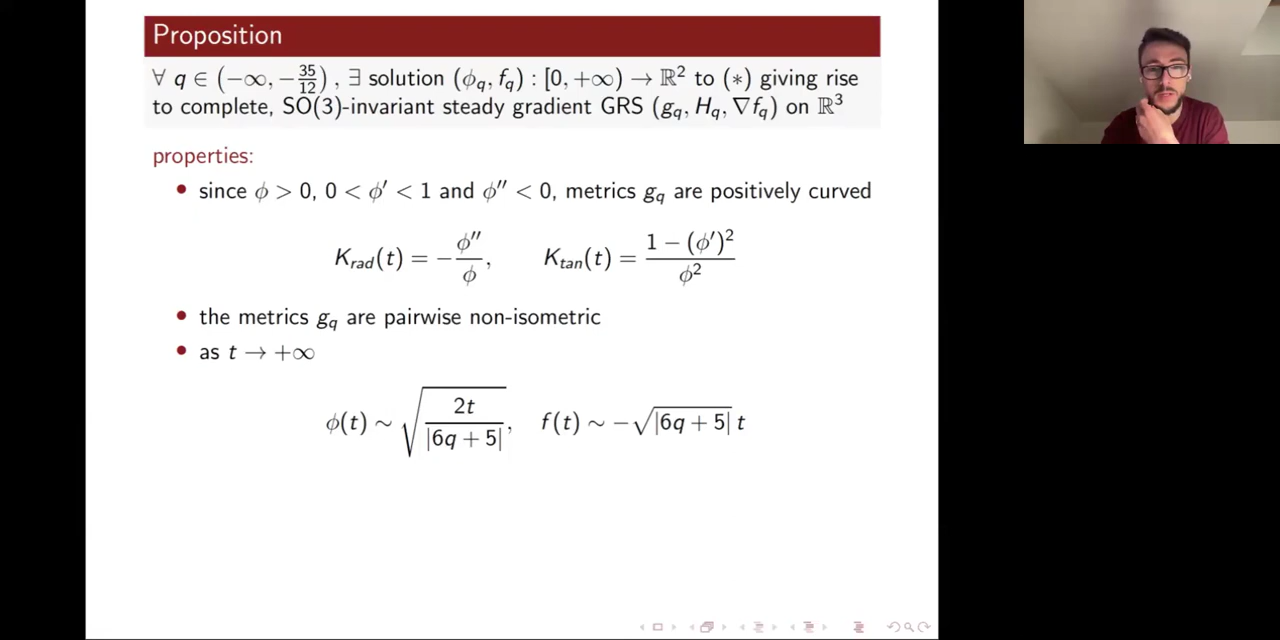 Proposition
∀ q ∈ (−∞, −35/12), ∃ solution (ϕ_q, f_q) : [0, +∞) → ℝ² to (∗) giving rise
to complete, SO(3)-invariant steady gradient GRS (g_q, H_q, ∇f_q) on ℝ³
properties:
• since ϕ > 0, 0 < ϕ′ < 1 and ϕ″ < 0, metrics g_q are positively curved
K_rad(t) = −ϕ″/ϕ, K_tan(t) = (1 − (ϕ′)²)/ϕ²
• the metrics g_q are pairwise non-isometric
• as t → +∞
ϕ(t) ∼ √(2t/|6q + 5|), f(t) ∼ −√|6q + 5| t